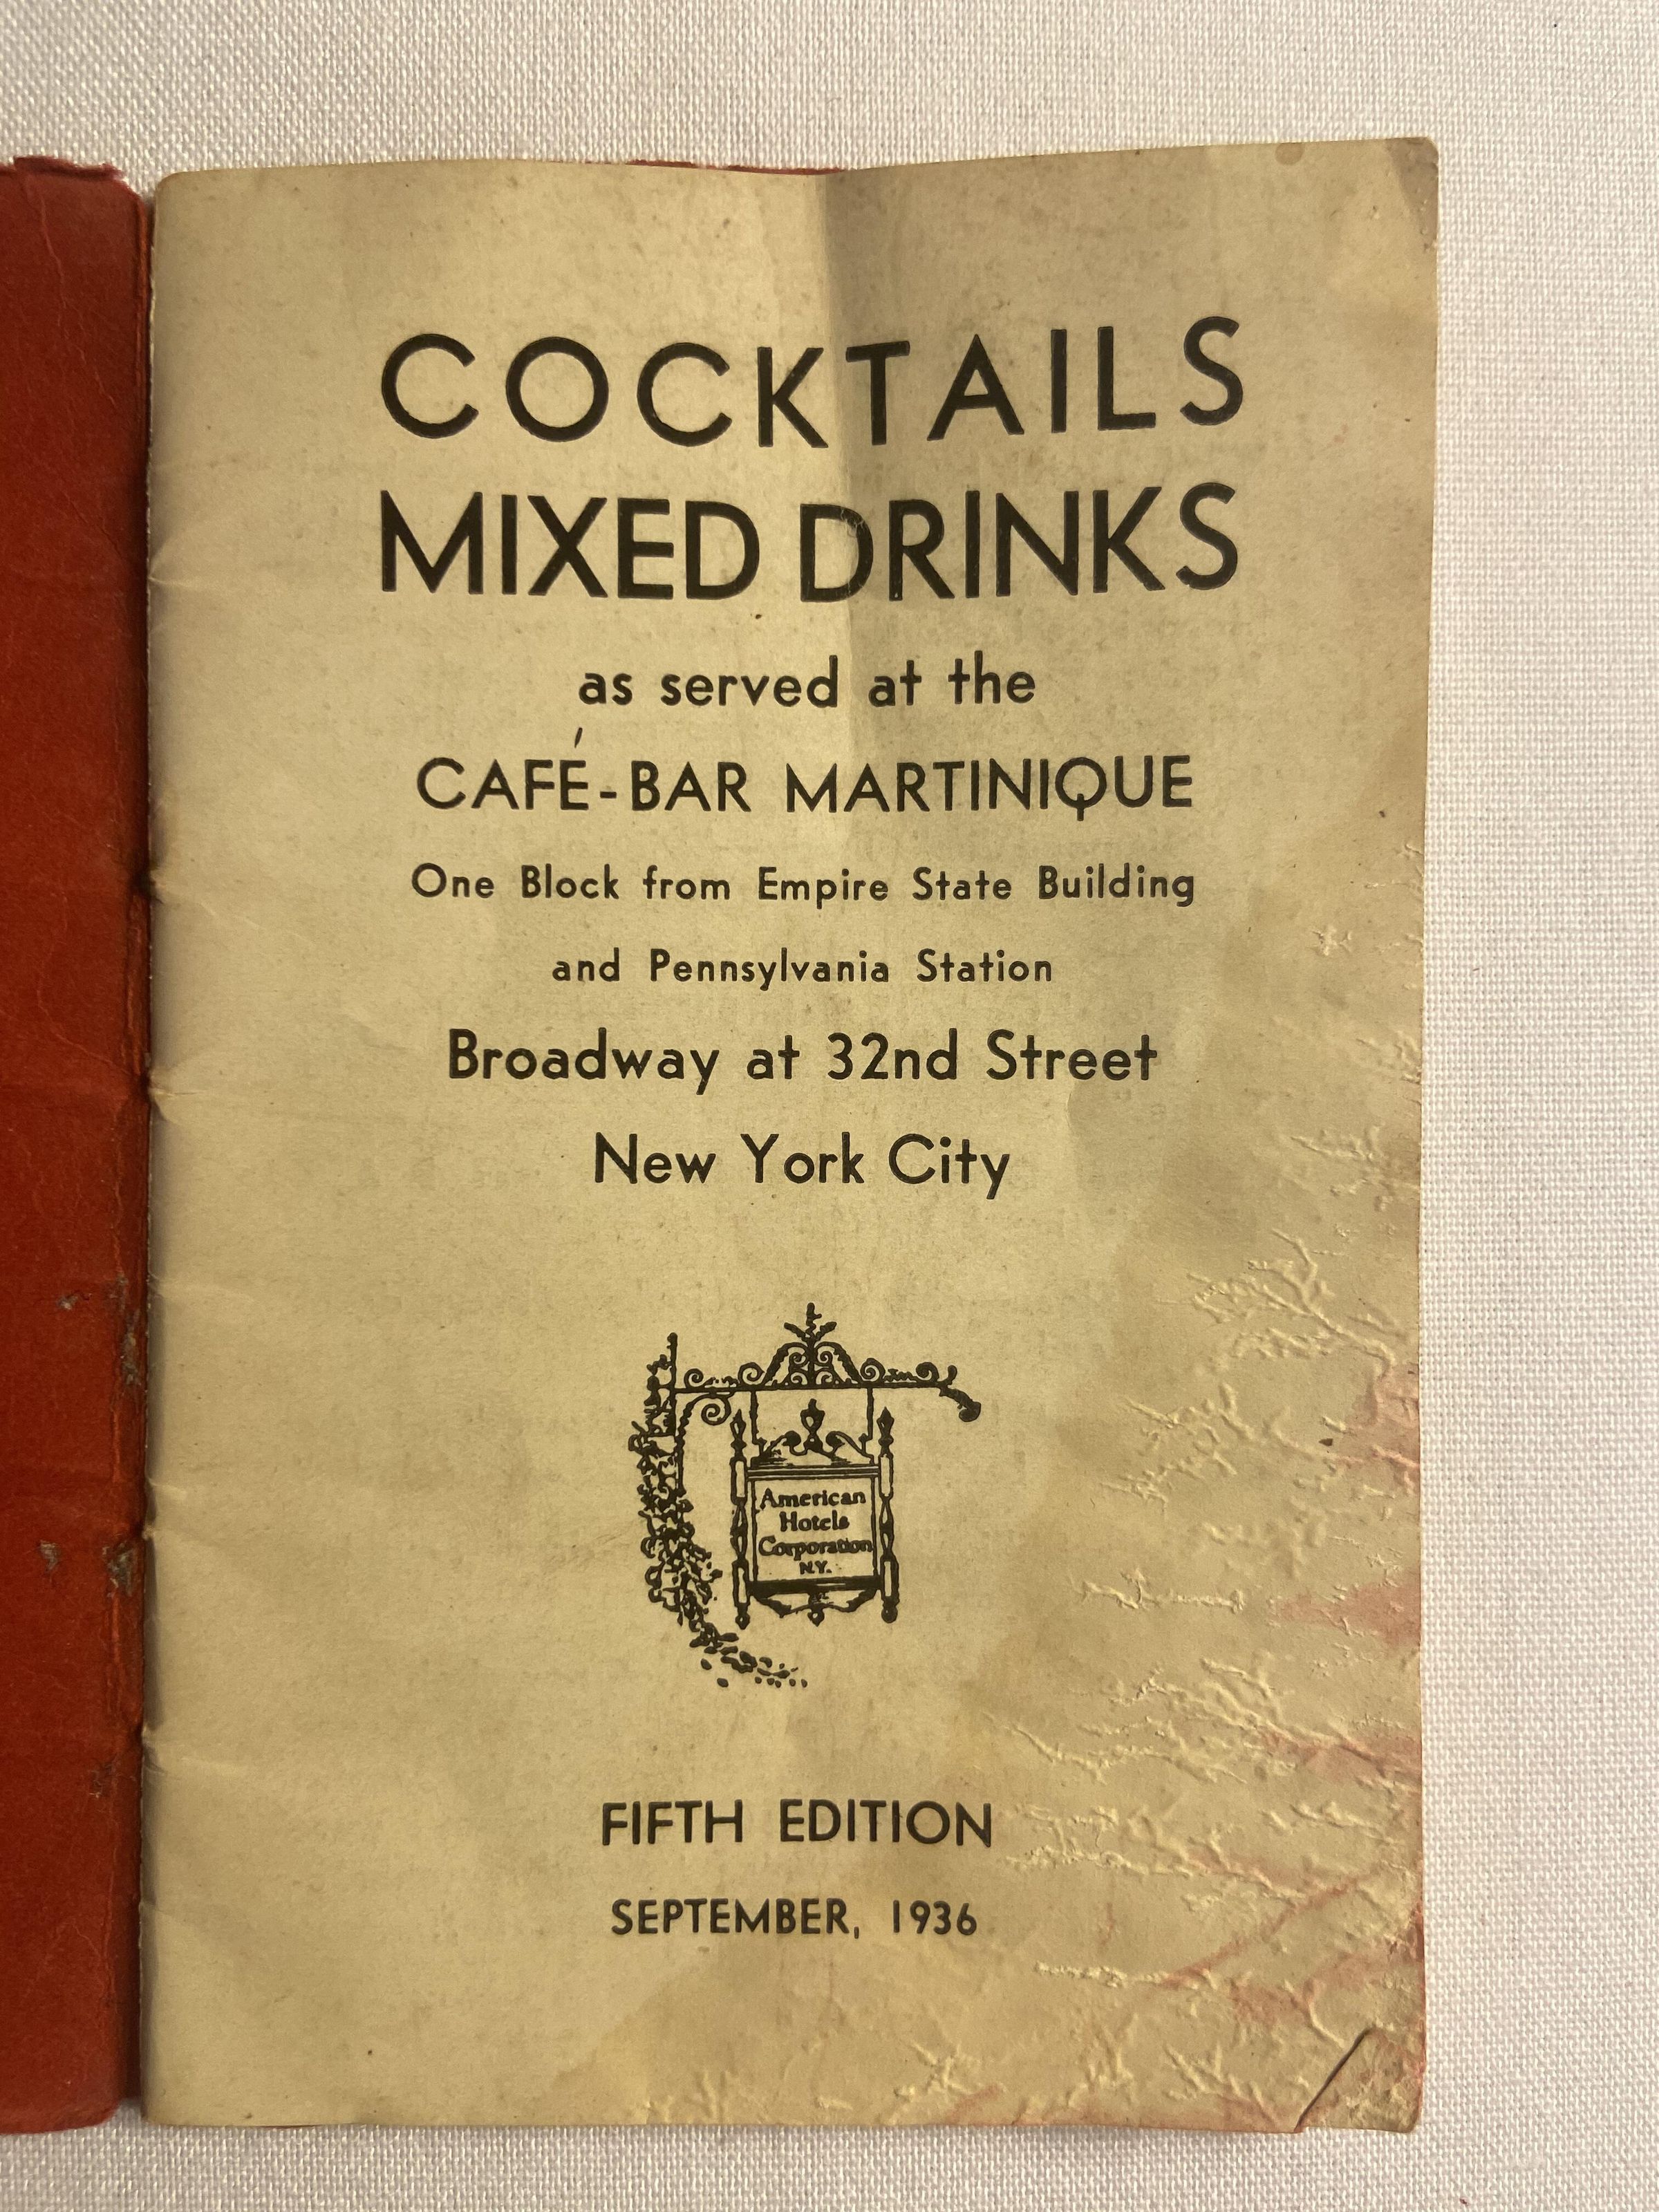 COCKTAILS
MIXED DRINKS
as served at the
CAFÉ-BAR MARTINIQUE
One Block from Empire State Building
and Pennsylvania Station
Broadway at 32nd Street
New York City
American
Hotels
Corporation
N.Y.
FIFTH EDITION
SEPTEMBER, 1936